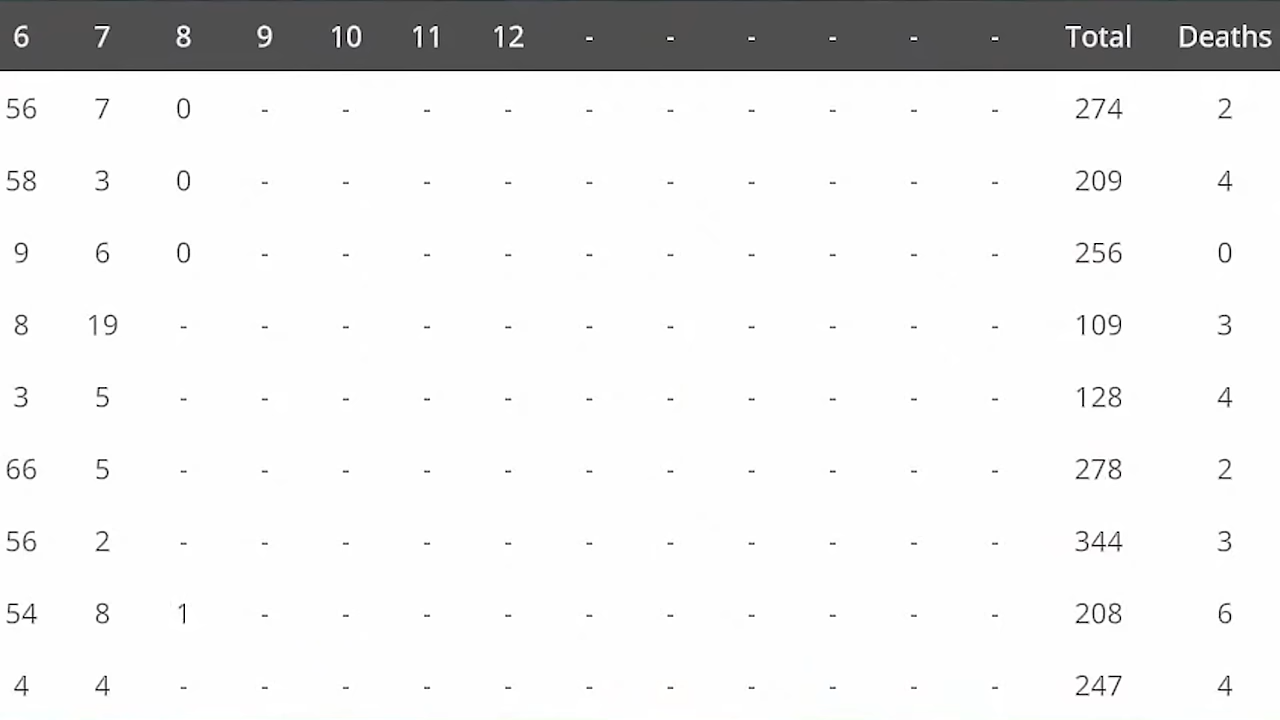 6 7 8 9 10 11 12 - - - - - - Total Deaths
56 7 0 - - - - - - - - - - 274 2
58 3 0 - - - - - - - - - - 209 4
9 6 0 - - - - - - - - - - 256 0
8 19 - - - - - - - - - - - 109 3
3 5 - - - - - - - - - - - 128 4
66 5 - - - - - - - - - - - 278 2
56 2 - - - - - - - - - - - 344 3
54 8 1 - - - - - - - - - - 208 6
4 4 - - - - - - - - - - - 247 4